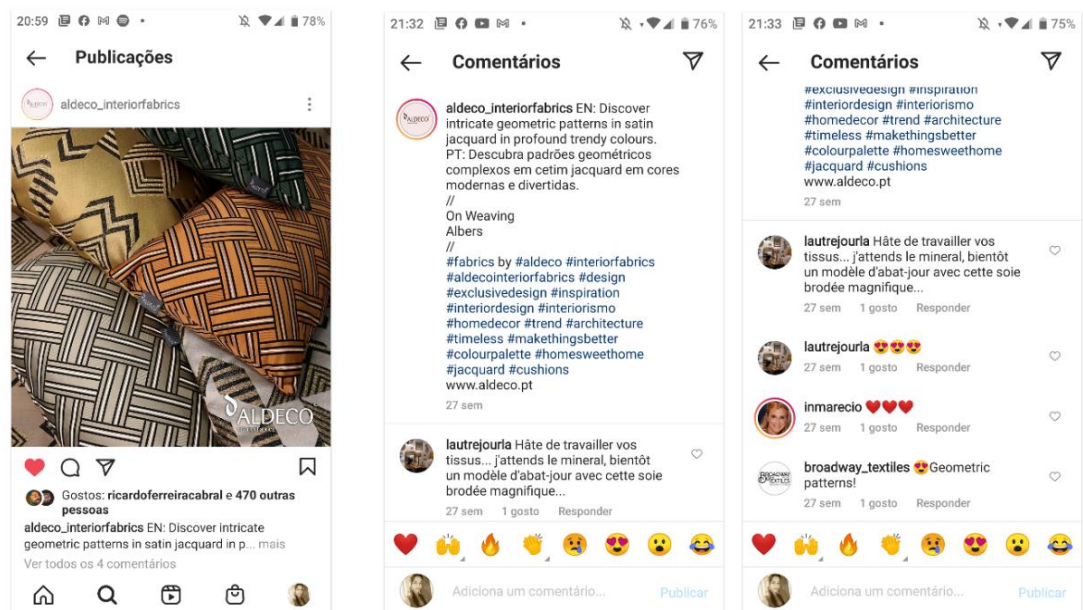 20:59
78%
Publicações
aldeco_interiorfabrics
ALDECO
Gostos: ricardoferreiracabral e 470 outras
pessoas
aldeco_interiorfabrics EN: Discover intricate
geometric patterns in satin jacquard in p... mais
Ver todos os 4 comentários
21:32
76%
Comentários
ALDECO
aldeco_interiorfabrics EN: Discover
intricate geometric patterns in satin
jacquard in profound trendy colours.
PT: Descubra padrões geométricos
complexos em cetim jacquard em cores
modernas e divertidas.
//
On Weaving
Albers
//
#fabrics by #aldeco #interiorfabrics
#aldecointeriorfabrics #design
#exclusivedesign #inspiration
#interiordesign #interiorismo
#homedecor #trend #architecture
#timeless #makethingsbetter
#colourpalette #homesweethome
#jacquard #cushions
www.aldeco.pt
27 sem
lautrejourla Hâte de travailler vos
tissus... j'attends le mineral, bientôt
un modèle d'abat-jour avec cette soie
brodée magnifique...
27 sem 1 gosto Responder
❤️ 🙌 🔥 👏 😢 😍 😮 😂
Adiciona um comentário... Publicar
21:33
75%
Comentários
#exclusivedesign #inspiration
#interiordesign #interiorismo
#homedecor #trend #architecture
#timeless #makethingsbetter
#colourpalette #homesweethome
#jacquard #cushions
www.aldeco.pt
27 sem
lautrejourla Hâte de travailler vos
tissus... j'attends le mineral, bientôt
un modèle d'abat-jour avec cette soie
brodée magnifique...
27 sem 1 gosto Responder
lautrejourla 😍😍😍
27 sem 1 gosto Responder
inmarecio ❤️❤️❤️
27 sem 1 gosto Responder
BROADWAY
TEXTILES
broadway_textiles 😍Geometric
patterns!
27 sem 1 gosto Responder
❤️ 🙌 🔥 👏 😢 😍 😮 😂
Adiciona um comentário... Publicar